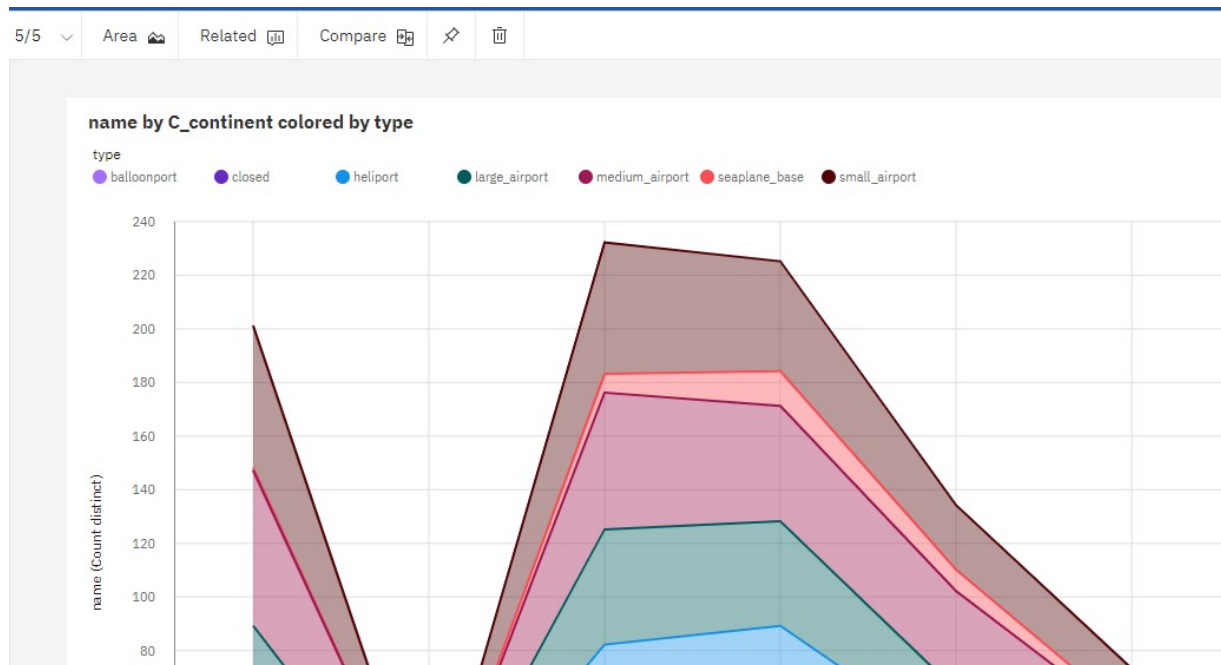 5/5 Area Related Compare
name by C_continent colored by type
type
balloonport closed heliport large_airport medium_airport seaplane_base small_airport
240
220
200
180
160
140
120
100
80
name (Count distinct)